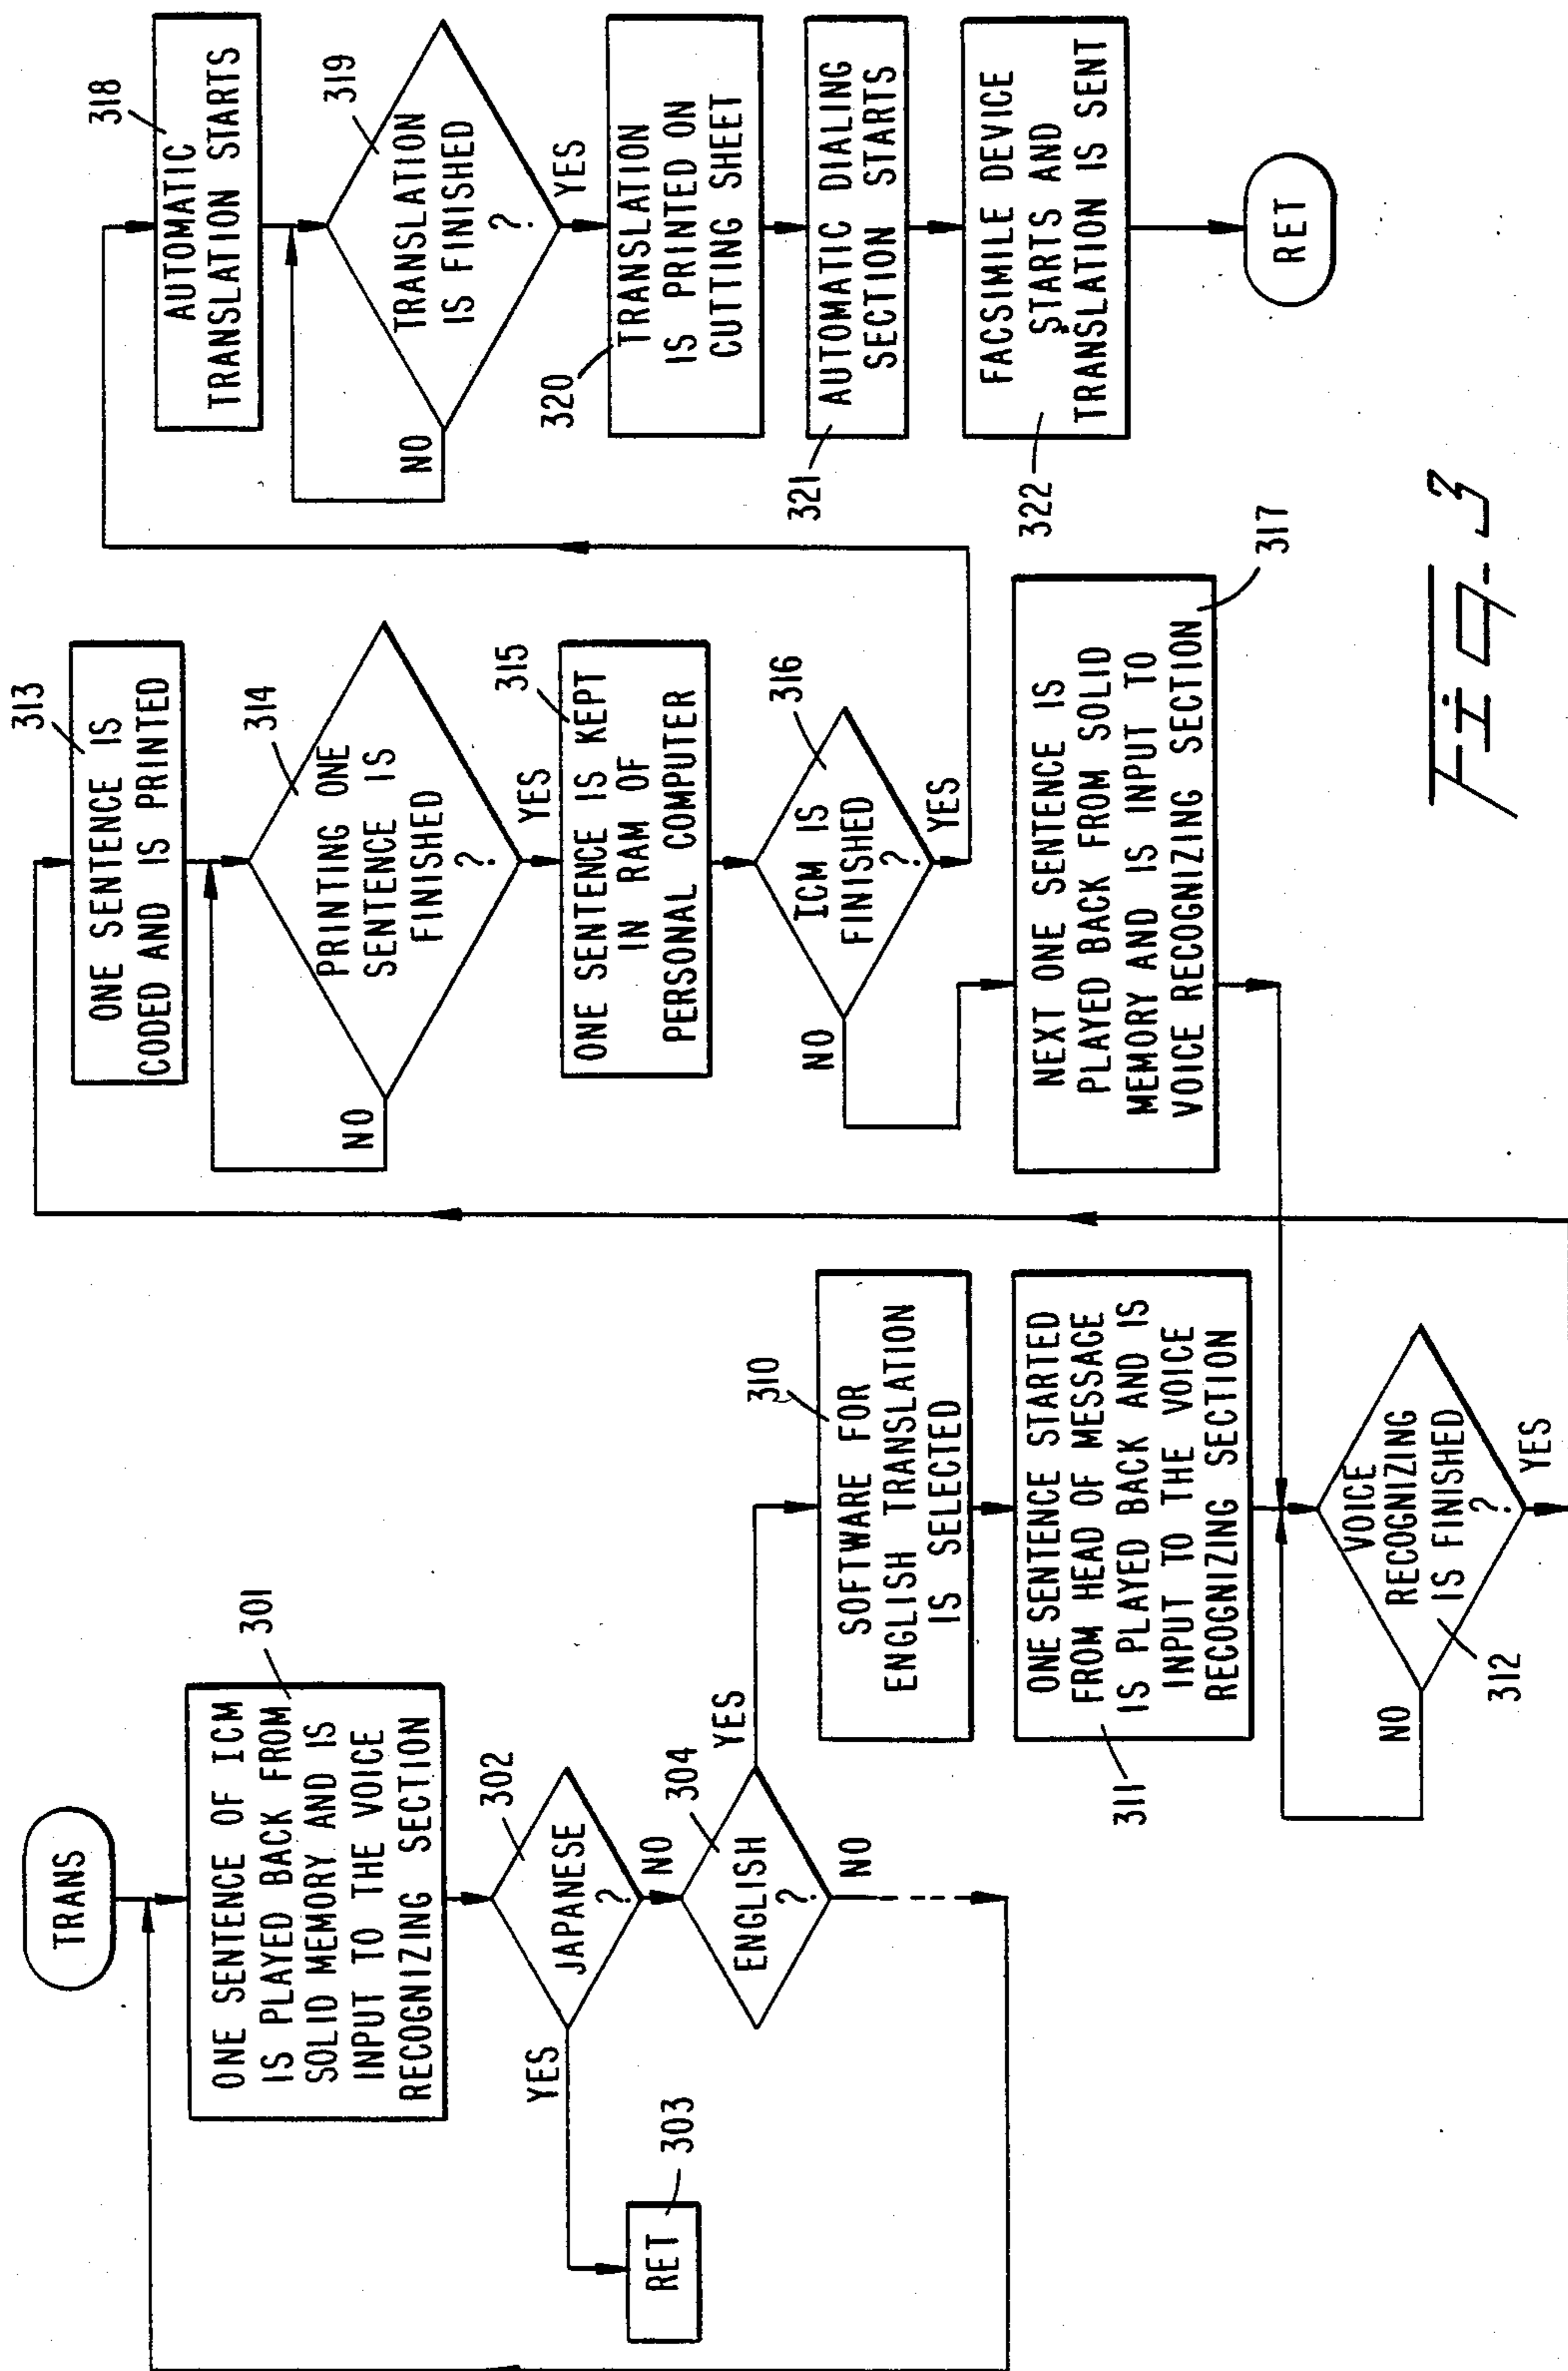 TRANS
301
ONE SENTENCE OF ICM
IS PLAYED BACK FROM
SOLID MEMORY AND IS
INPUT TO THE VOICE
RECOGNIZING SECTION
302
JAPANESE
?
YES
NO
RET
303
304
ENGLISH
?
YES
NO
310
SOFTWARE FOR
ENGLISH TRANSLATION
IS SELECTED
311
ONE SENTENCE STARTED
FROM HEAD OF MESSAGE
IS PLAYED BACK AND IS
INPUT TO THE VOICE
RECOGNIZING SECTION
VOICE
RECOGNIZING
IS FINISHED
?
312
NO
YES
313
ONE SENTENCE IS
CODED AND IS PRINTED
314
PRINTING ONE
SENTENCE IS
FINISHED
?
NO
YES
315
ONE SENTENCE IS KEPT
IN RAM OF
PERSONAL COMPUTER
316
ICM IS
FINISHED
?
NO
YES
NEXT ONE SENTENCE IS
PLAYED BACK FROM SOLID
MEMORY AND IS INPUT TO
VOICE RECOGNIZING SECTION
317
318
AUTOMATIC
TRANSLATION STARTS
319
TRANSLATION
IS FINISHED
?
NO
YES
320
TRANSLATION
IS PRINTED ON
CUTTING SHEET
321
AUTOMATIC DIALING
SECTION STARTS
322
FACSIMILE DEVICE
STARTS AND
TRANSLATION IS SENT
RET
Fig. 3